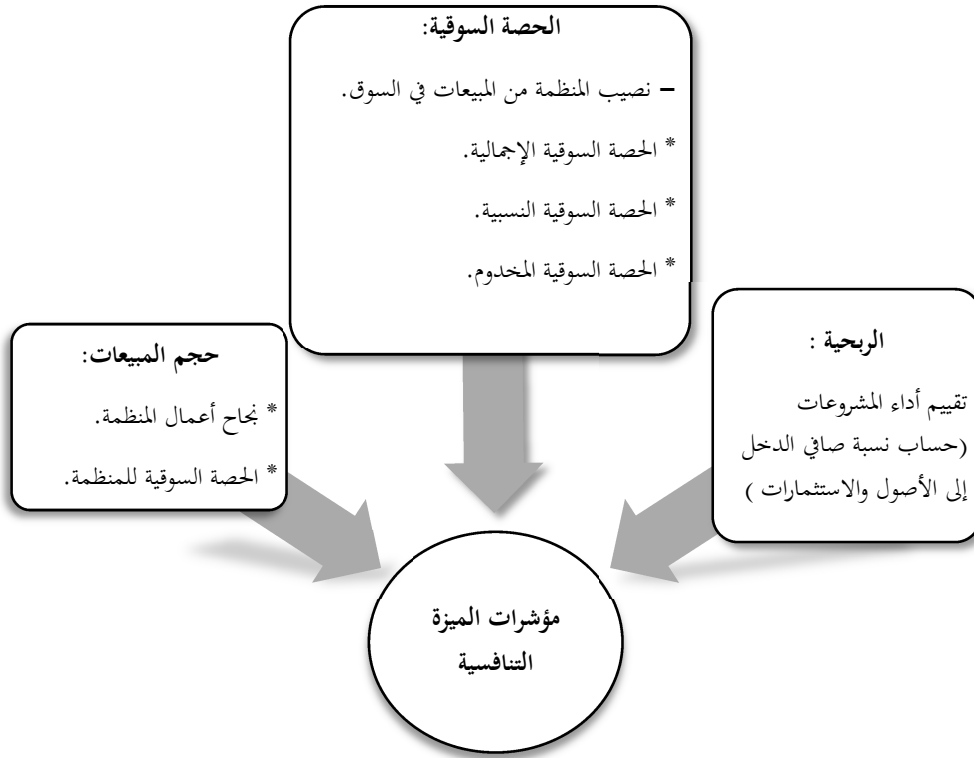 الحصة السوقية:
– نصيب المنظمة من المبيعات في السوق.
* الحصة السوقية الإجمالية.
* الحصة السوقية النسبية.
* الحصة السوقية المخدوم.
الربحية :
تقييم أداء المشروعات
(حساب نسبة صافي الدخل
إلى الأصول والاستثمارات )
حجم المبيعات:
* نجاح أعمال المنظمة.
* الحصة السوقية للمنظمة.
مؤشرات الميزة
التنافسية